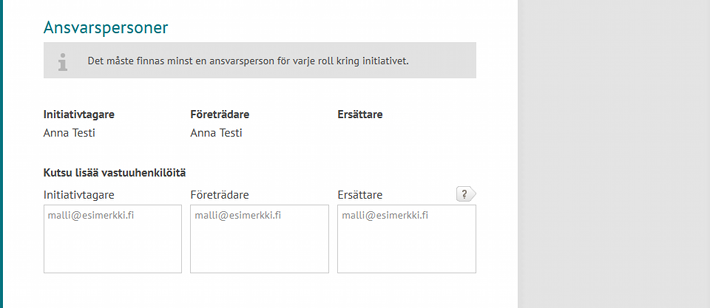 Ansvarspersoner
Det måste finnas minst en ansvarsperson för varje roll kring initiativet.
Initiativtagare Företrädare Ersättare
Anna Testi Anna Testi
Kutsu lisää vastuuhenkilöitä
Initiativtagare Företrädare Ersättare ?
malli@esimerkki.fi malli@esimerkki.fi malli@esimerkki.fi